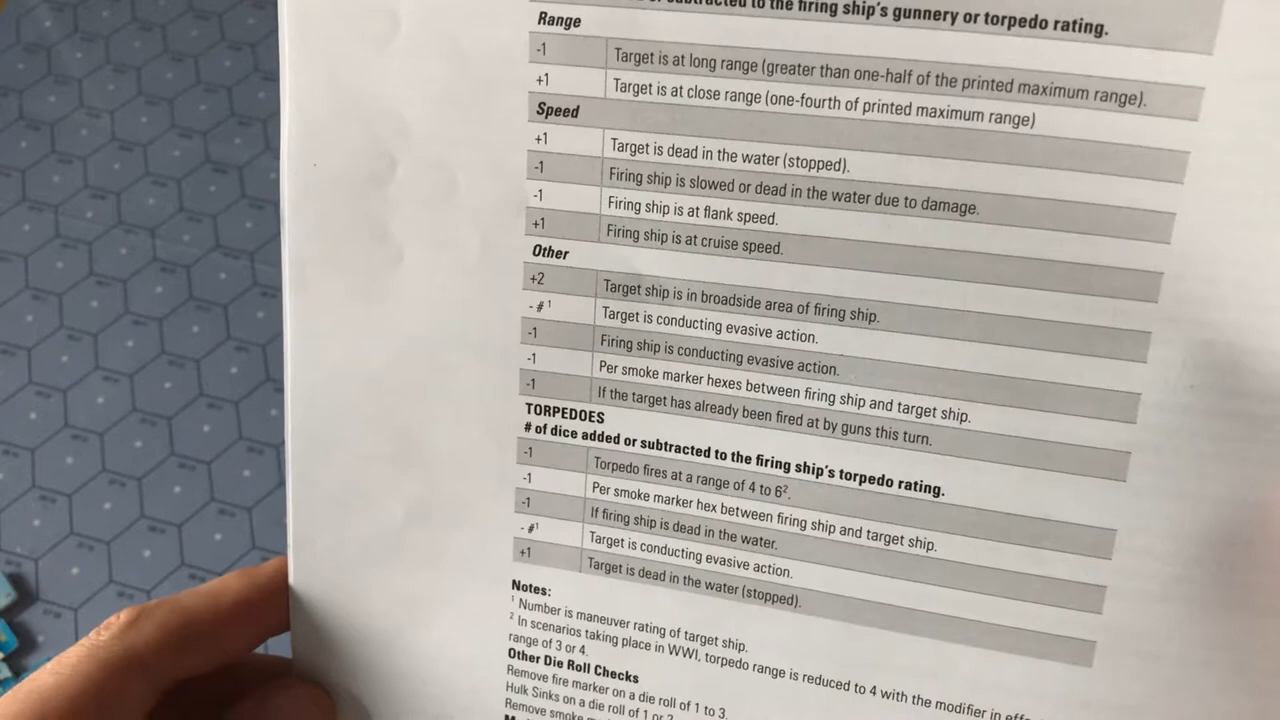 subtracted to the firing ship's gunnery or torpedo rating.
Range
-1 Target is at long range (greater than one-half of the printed maximum range).
+1 Target is at close range (one-fourth of printed maximum range)
Speed
+1 Target is dead in the water (stopped).
-1 Firing ship is slowed or dead in the water due to damage.
-1 Firing ship is at flank speed.
+1 Firing ship is at cruise speed.
Other
+2 Target ship is in broadside area of firing ship.
- #¹ Target is conducting evasive action.
-1 Firing ship is conducting evasive action.
-1 Per smoke marker hexes between firing ship and target ship.
-1 If the target has already been fired at by guns this turn.
TORPEDOES
# of dice added or subtracted to the firing ship's torpedo rating.
-1 Torpedo fires at a range of 4 to 6².
-1 Per smoke marker hex between firing ship and target ship.
-1 If firing ship is dead in the water.
- #¹ Target is conducting evasive action.
+1 Target is dead in the water (stopped).
Notes:
¹ Number is maneuver rating of target ship.
² In scenarios taking place in WWI, torpedo range is reduced to 4 with the modifier in
range of 3 or 4.
Other Die Roll Checks
Remove fire marker on a die roll of 1 to 3.
Hulk Sinks on a die roll of 1 or
Remove smoke